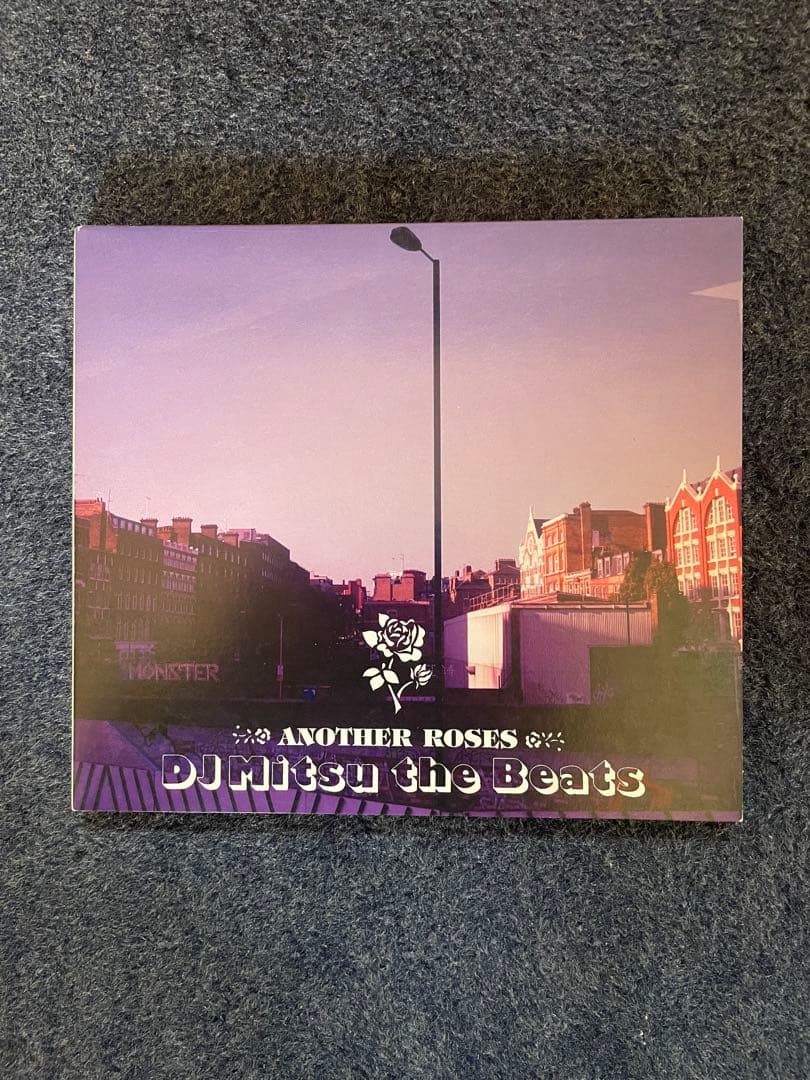 MONSTER
ANOTHER ROSES
DJ Mitsu the Beats